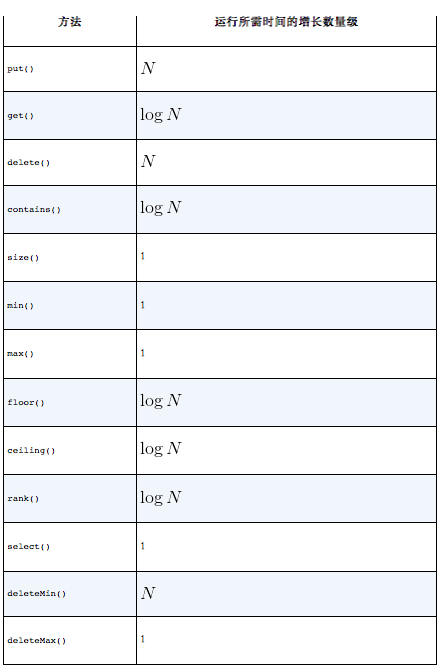 方法 运行所需时间的增长数量级
put() N
get() log N
delete() N
contains() log N
size() 1
min() 1
max() 1
floor() log N
ceiling() log N
rank() log N
select() 1
deleteMin() N
deleteMax() 1